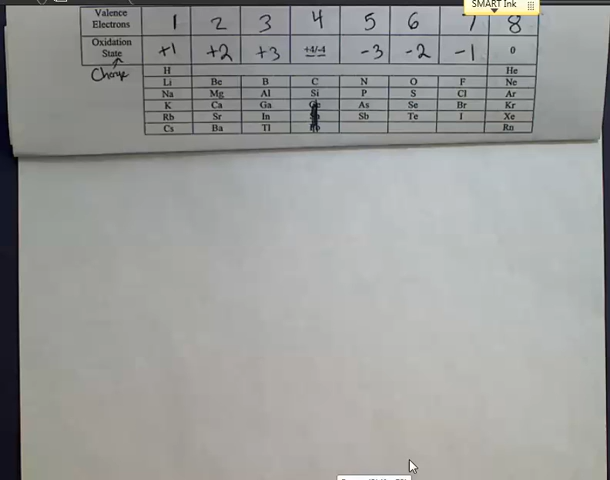 SMART Ink
Valence Electrons 1 2 3 4 5 6 7 8
Oxidation State +1 +2 +3 +4/-4 -3 -2 -1 0
Charge
H He
Li Be B C N O F Ne
Na Mg Al Si P S Cl Ar
K Ca Ga As Se Br Kr
Rb Sr In Sb Te I Xe
Cs Ba Tl Rn